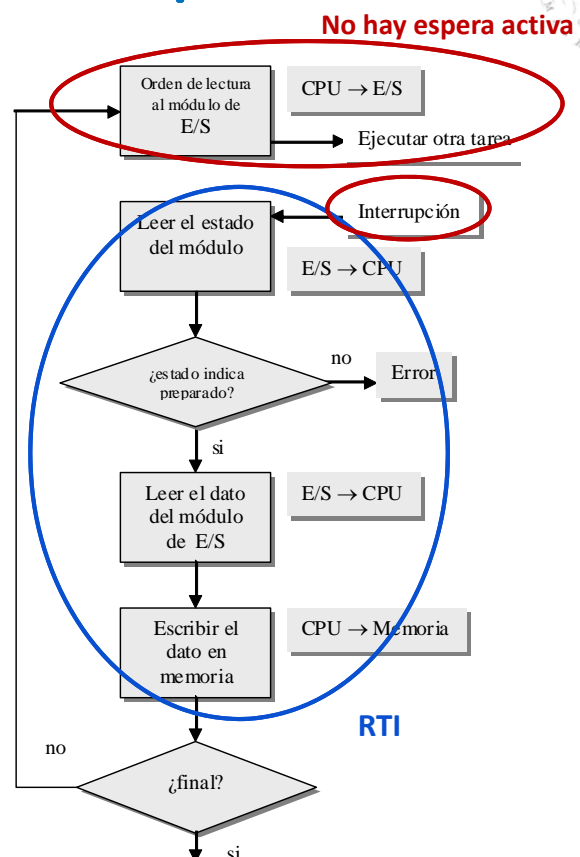 No hay espera activa
Orden de lectura
al módulo de
E/S
CPU → E/S
Ejecutar otra tarea
Leer el estado
del módulo
Interrupción
E/S → CPU
¿estado indica
preparado?
no
Error
si
Leer el dato
del módulo
de E/S
E/S → CPU
Escribir el
dato en
memoria
CPU → Memoria
RTI
no
¿final?
si